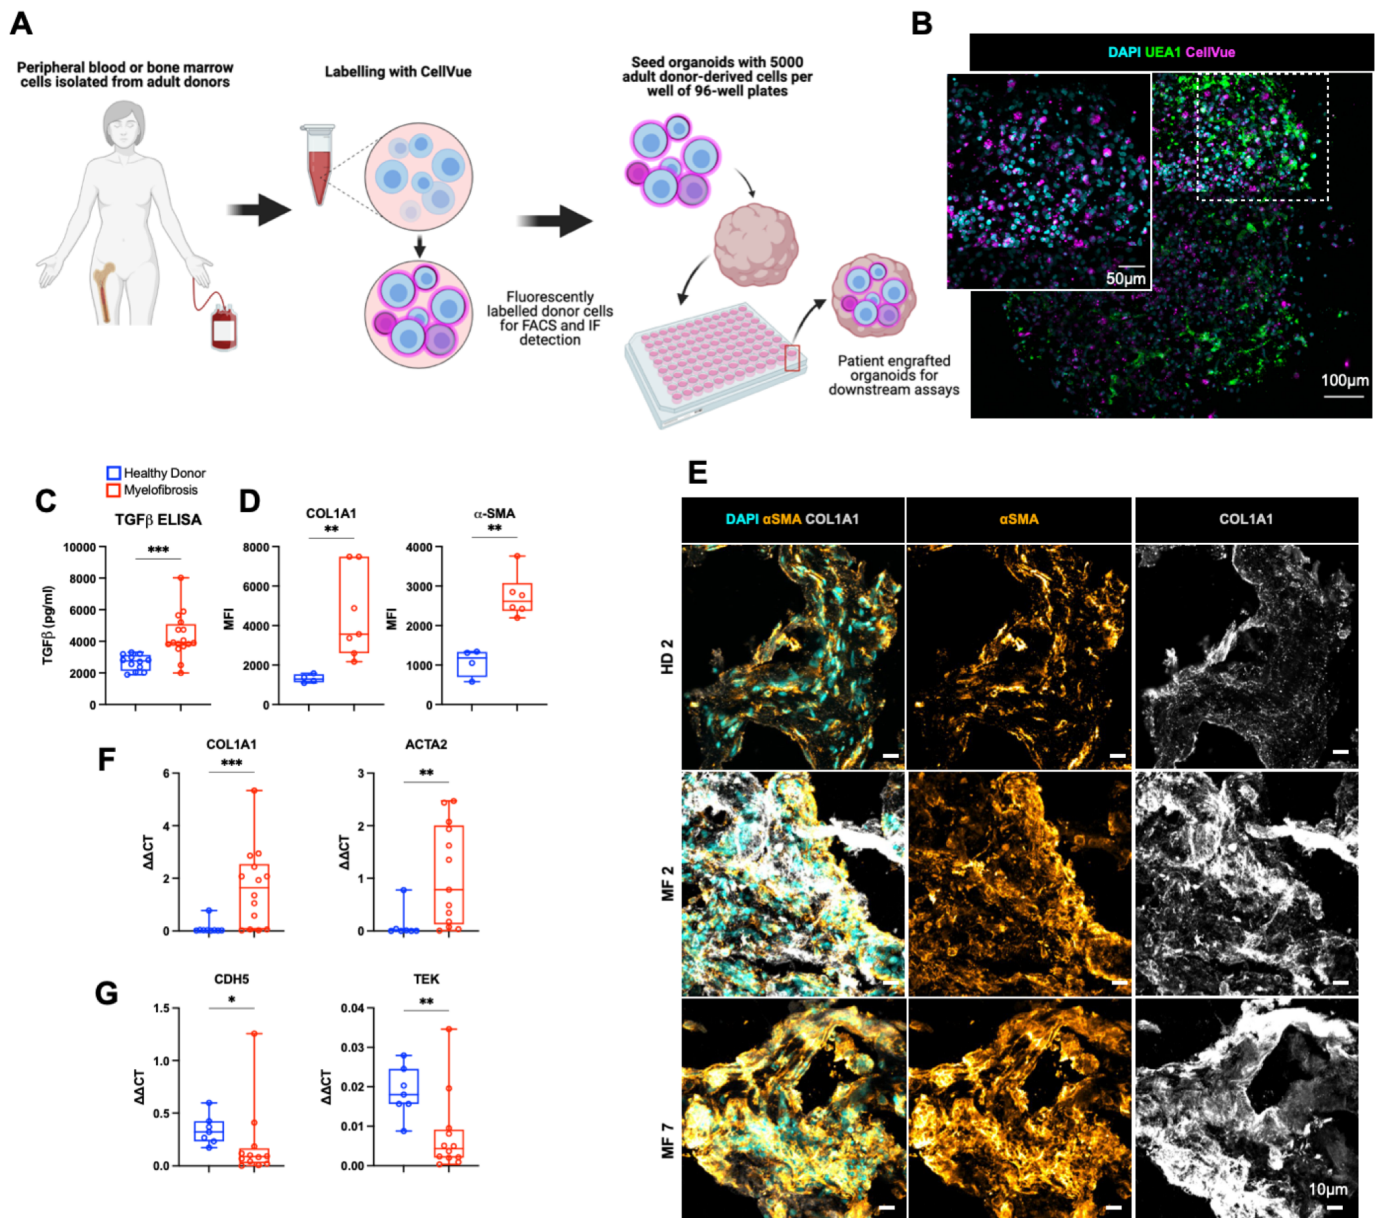 A
Peripheral blood or bone marrow
cells isolated from adult donors
Labelling with CellVue
Seed organoids with 5000
adult donor-derived cells per
well of 96-well plates
Fluorescently
labelled donor cells
for FACS and IF
detection
Patient engrafted
organoids for
downstream assays
B
DAPI UEA1 CellVue
50µm
100µm
Healthy Donor
Myelofibrosis
C
TGFβ ELISA
***
TGFβ (pg/ml)
10000
8000
6000
4000
2000
0
D
COL1A1
**
MFI
8000
6000
4000
2000
0
α-SMA
**
MFI
4000
3000
2000
1000
0
E
DAPI αSMA COL1A1
αSMA
COL1A1
HD 2
MF 2
MF 7
10µm
F
COL1A1
***
ΔΔCT
6
4
2
0
ACTA2
**
ΔΔCT
3
2
1
0
G
CDH5
*
ΔΔCT
1.5
1.0
0.5
0.0
TEK
**
ΔΔCT
0.04
0.03
0.02
0.01
0.00